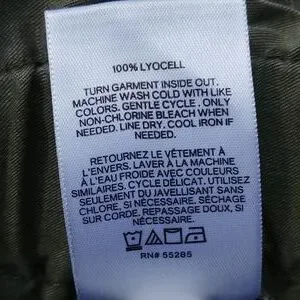 100% LYOCELL
TURN GARMENT INSIDE OUT.
MACHINE WASH COLD WITH LIKE
COLORS. GENTLE CYCLE . ONLY
NON-CHLORINE BLEACH WHEN
NEEDED. LINE DRY. COOL IRON IF
NEEDED.
RETOURNEZ LE VÊTEMENT À
L'ENVERS. LAVER À LA MACHINE
À L'EAU FROIDE AVEC COULEURS
SIMILAIRES. CYCLE DÉLICAT. UTILISEZ
SEULEMENT DU JAVELLISANT SANS
CHLORE, SI NÉCESSAIRE. SÉCHAGE
SUR CORDE. REPASSAGE DOUX, SI
NÉCESSAIRE.
RN# 55285